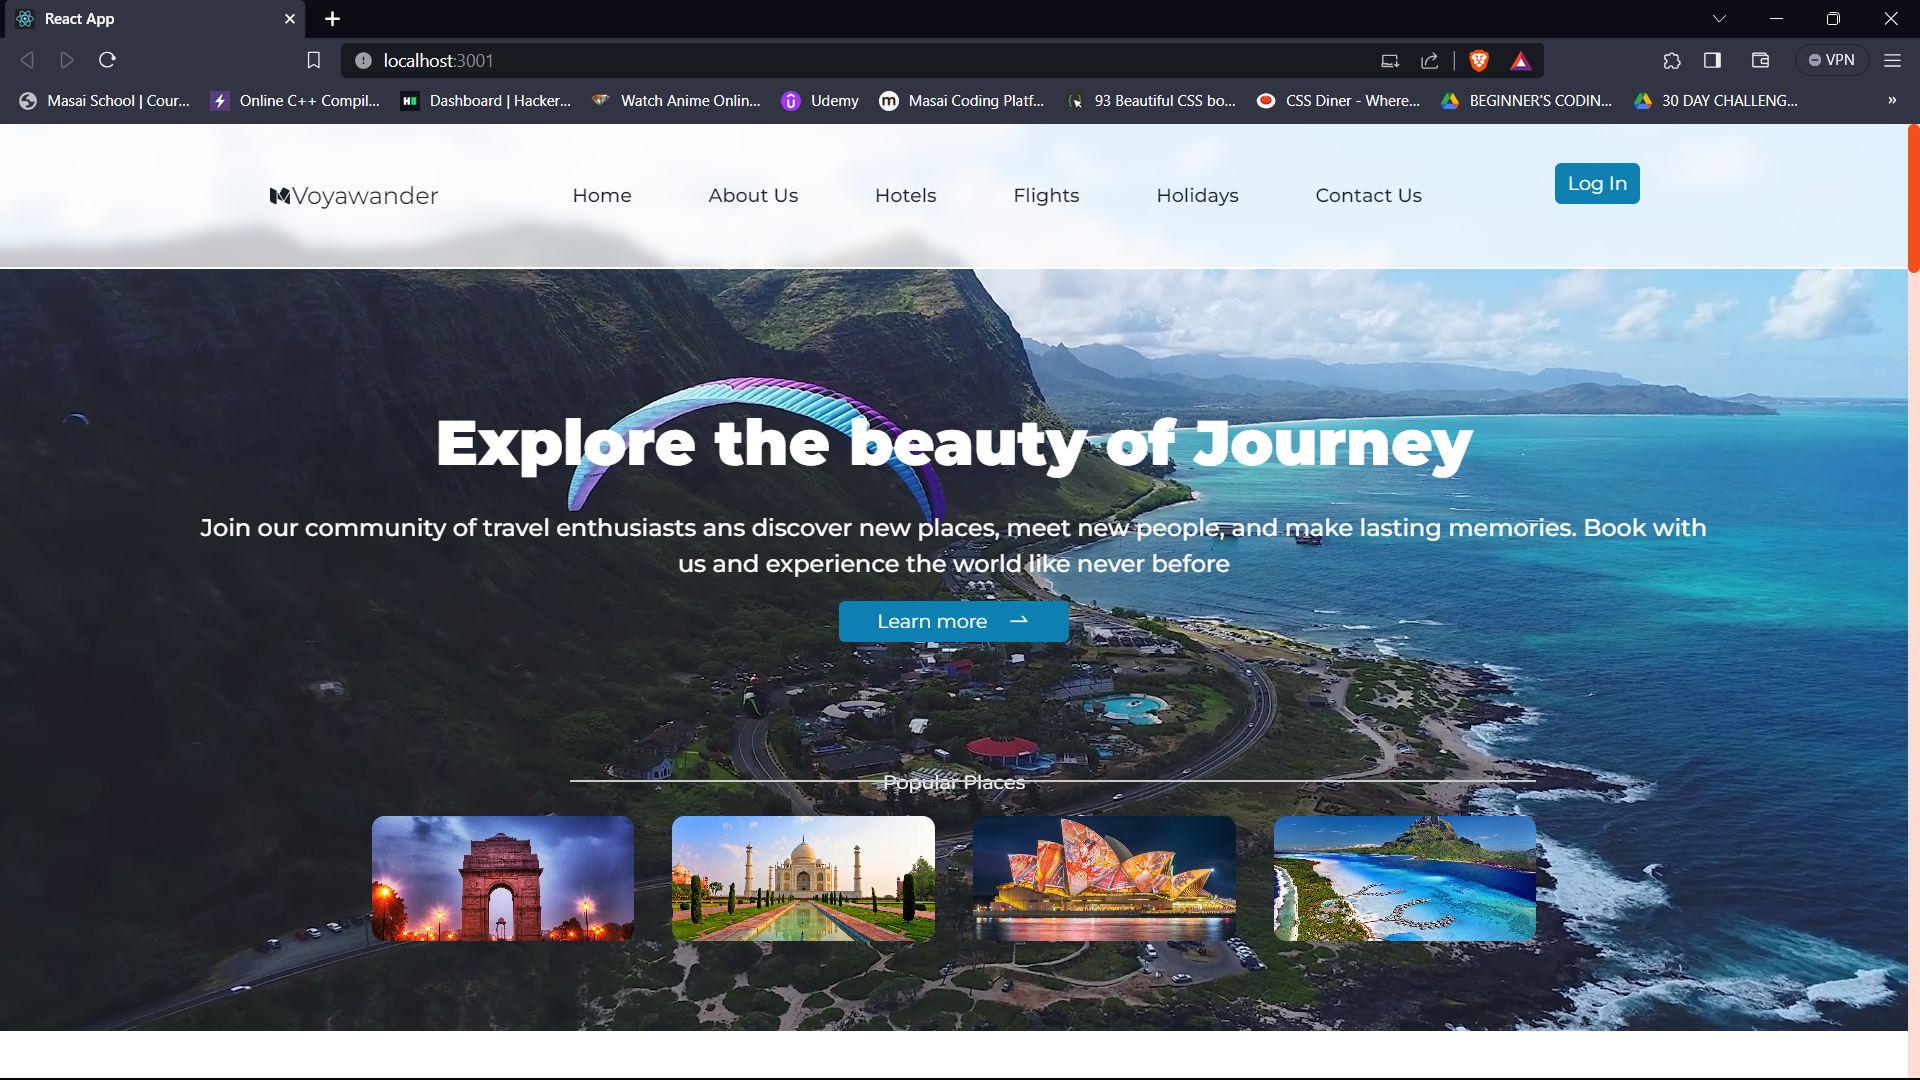 React App
localhost:3001
VPN
Masai School | Cour...
Online C++ Compil...
Dashboard | Hacker...
Watch Anime Onlin...
Udemy
Masai Coding Platf...
93 Beautiful CSS bo...
CSS Diner - Where...
BEGINNER'S CODIN...
30 DAY CHALLENG...
»
Voyawander
Home
About Us
Hotels
Flights
Holidays
Contact Us
Log In
Explore the beauty of Journey
Join our community of travel enthusiasts ans discover new places, meet new people, and make lasting memories. Book with
us and experience the world like never before
Learn more
Popular Places